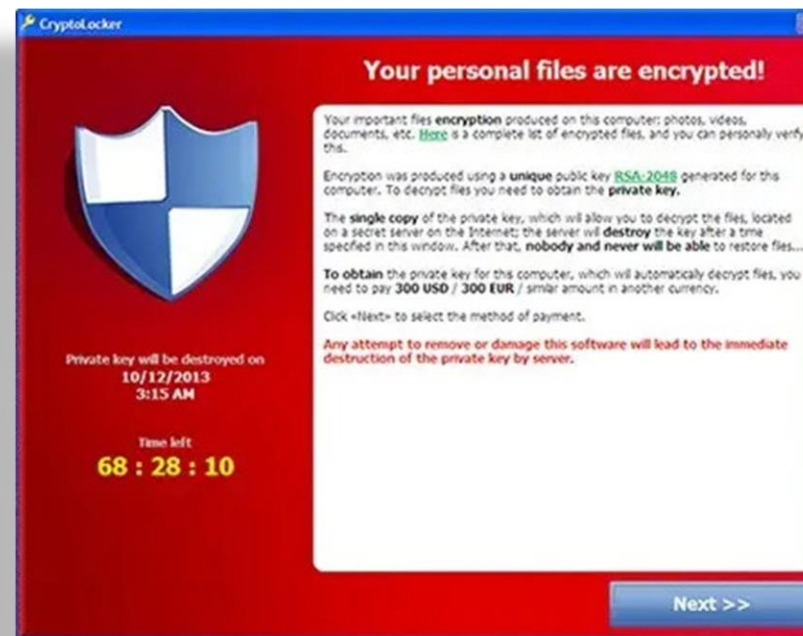 CryptoLocker
Your personal files are encrypted!
Your important files encryption produced on this computer: photos, videos,
documents, etc. Here is a complete list of encrypted files, and you can personally verify
this.
Encryption was produced using a unique public key RSA-2048 generated for this
computer. To decrypt files you need to obtain the private key.
The single copy of the private key, which will allow you to decrypt the files, located
on a secret server on the Internet; the server will destroy the key after a time
specified in this window. After that, nobody and never will be able to restore files...
To obtain the private key for this computer, which will automatically decrypt files, you
need to pay 300 USD / 300 EUR / similar amount in another currency.
Click «Next» to select the method of payment.
Any attempt to remove or damage this software will lead to the immediate
destruction of the private key by server.
Private key will be destroyed on
10/12/2013
3:15 AM
Time left
68 : 28 : 10
Next >>